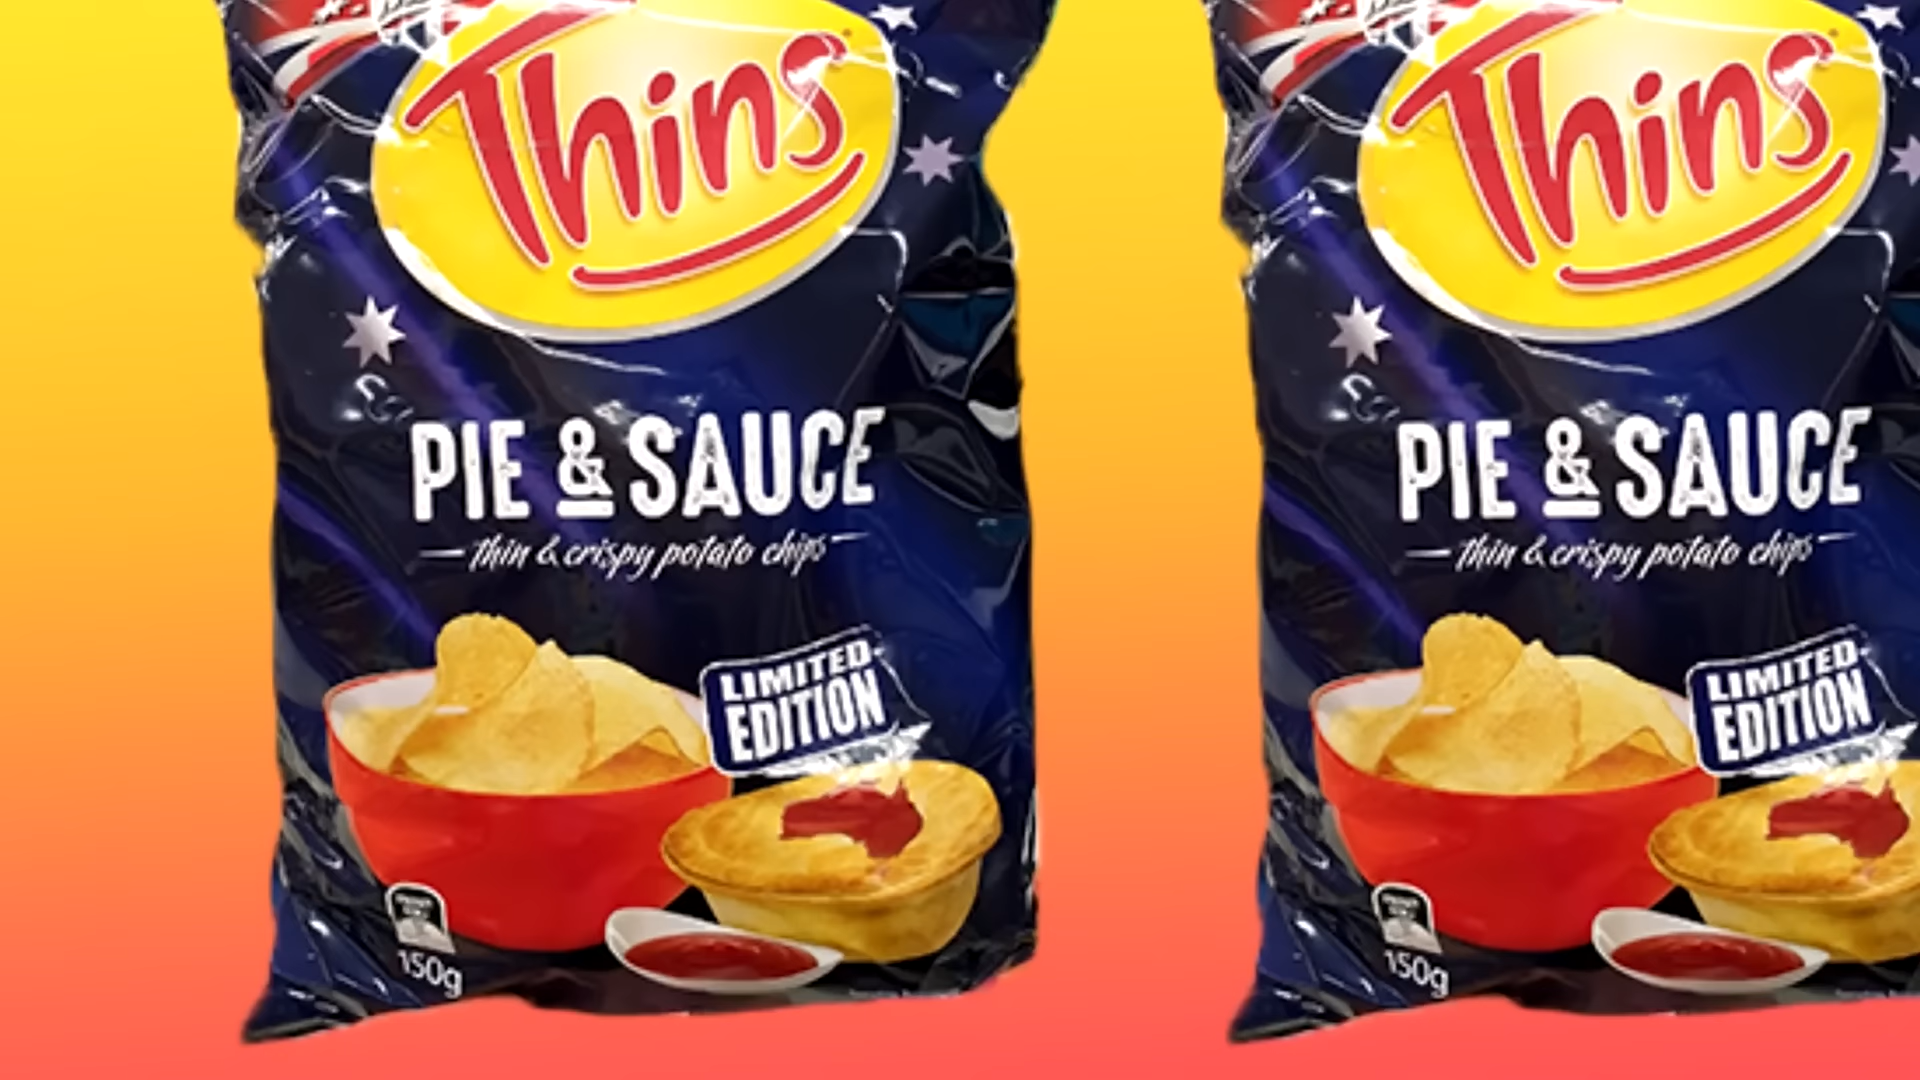 Thins
PIE & SAUCE
thin & crispy potato chips
LIMITED
EDITION
150g
Thins
PIE & SAUCE
thin & crispy potato chips
LIMITED
EDITION
150g